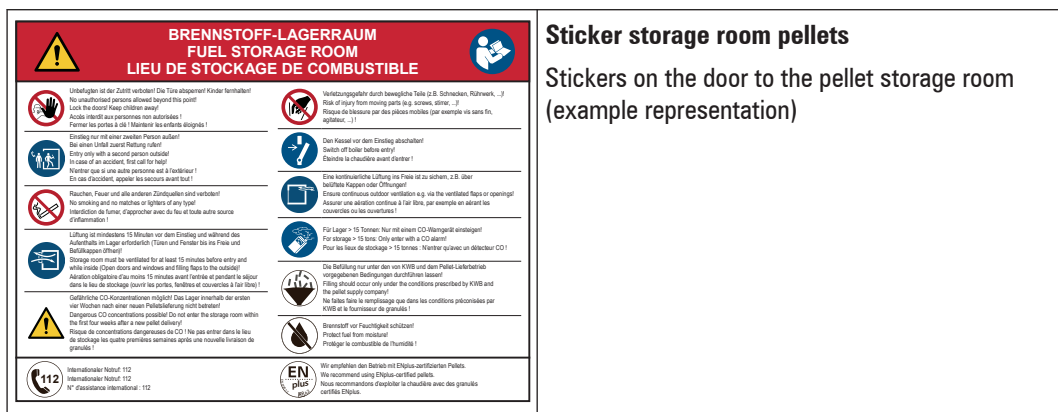 BRENNSTOFF-LAGERRAUM
FUEL STORAGE ROOM
LIEU DE STOCKAGE DE COMBUSTIBLE
Unbefugten ist der Zutritt verboten! Die Türe absperren! Kinder fernhalten!
No unauthorised persons allowed beyond this point!
Lock the doors! Keep children away!
Accès interdit aux personnes non autorisées !
Fermer les portes à clé ! Maintenir les enfants éloignés !
Einstieg nur mit einer zweiten Person außen!
Bei einen Unfall zuerst Rettung rufen!
Entry only with a second person outside!
In case of an accident, first call for help!
N'entrer que si une autre personne est à l'extérieur !
En cas d'accident, appeler les secours avant tout !
Rauchen, Feuer und alle anderen Zündquellen sind verboten!
No smoking and no matches or lighters of any type!
Interdiction de fumer, d'approcher avec du feu et toute autre source
d'inflammation !
Lüftung ist mindestens 15 Minuten vor dem Einstieg und während des
Aufenthalts im Lager erforderlich (Türen und Fenster bis ins Freie und
Befüllkappen öffnen)!
Storage room must be ventilated for at least 15 minutes before entry and
while inside (Open doors and windows and filling flaps to the outside)!
Aération obligatoire d'au moins 15 minutes avant l'entrée et pendant le séjour
dans le lieu de stockage (ouvrir les portes, fenêtres et couvercles à l'air libre) !
Gefährliche CO-Konzentrationen möglich! Das Lager innerhalb der ersten
vier Wochen nach einer neuen Pelletslieferung nicht betreten!
Dangerous CO concentrations possible! Do not enter the storage room within
the first four weeks after a new pellet delivery!
Risque de concentrations dangereuses de CO ! Ne pas entrer dans le lieu
de stockage les quatre premières semaines après une nouvelle livraison de
granulés !
112
Internationaler Notruf: 112
Internationaler Notruf: 112
N° d'assistance international : 112
Verletzungsgefahr durch bewegliche Teile (z.B. Schnecken, Rührwerk, ...)!
Risk of injury from moving parts (e.g. screws, stirrer, ...)!
Risque de blessure par des pièces mobiles (par exemple vis sans fin,
agitateur, ...) !
Den Kessel vor dem Einstieg abschalten!
Switch off boiler before entry!
Éteindre la chaudière avant d'entrer !
Eine kontinuierliche Lüftung ins Freie ist zu sichern, z.B. über
belüftete Kappen oder Öffnungen!
Ensure continuous outdoor ventilation e.g. via the ventilated flaps or openings!
Assurer une aération continue à l'air libre, par exemple en aérant les
couvercles ou les ouvertures !
Für Lager > 15 Tonnen: Nur mit einem CO-Warngerät einsteigen!
For storage > 15 tons: Only enter with a CO alarm!
Pour les lieux de stockage > 15 tonnes : N'entrer qu'avec un détecteur CO !
Die Befüllung nur unter den von KWB und dem Pellet-Lieferbetrieb
vorgegebenen Bedingungen durchführen lassen!
Filling should occur only under the conditions prescribed by KWB and
the pellet supply company!
Ne faites faire le remplissage que dans les conditions préconisées par
KWB et le fournisseur de granulés !
Brennstoff vor Feuchtigkeit schützen!
Protect fuel from moisture!
Protéger le combustible de l'humidité !
EN
plus
Wir empfehlen den Betrieb mit ENplus-zertifizierten Pellets.
We recommend using ENplus-certified pellets.
Nous recommandons d'exploiter la chaudière avec des granulés
certifiés ENplus.
Sticker storage room pellets
Stickers on the door to the pellet storage room
(example representation)